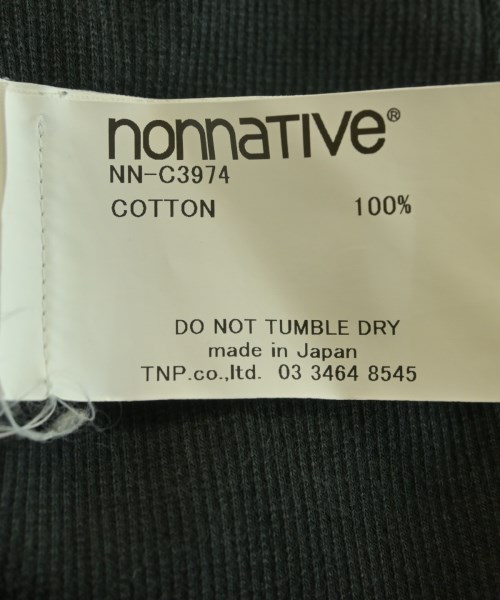 nonnaTIVe®
NN-C3974
COTTON 100%
DO NOT TUMBLE DRY
made in Japan
TNP.co.,ltd. 03 3464 8545